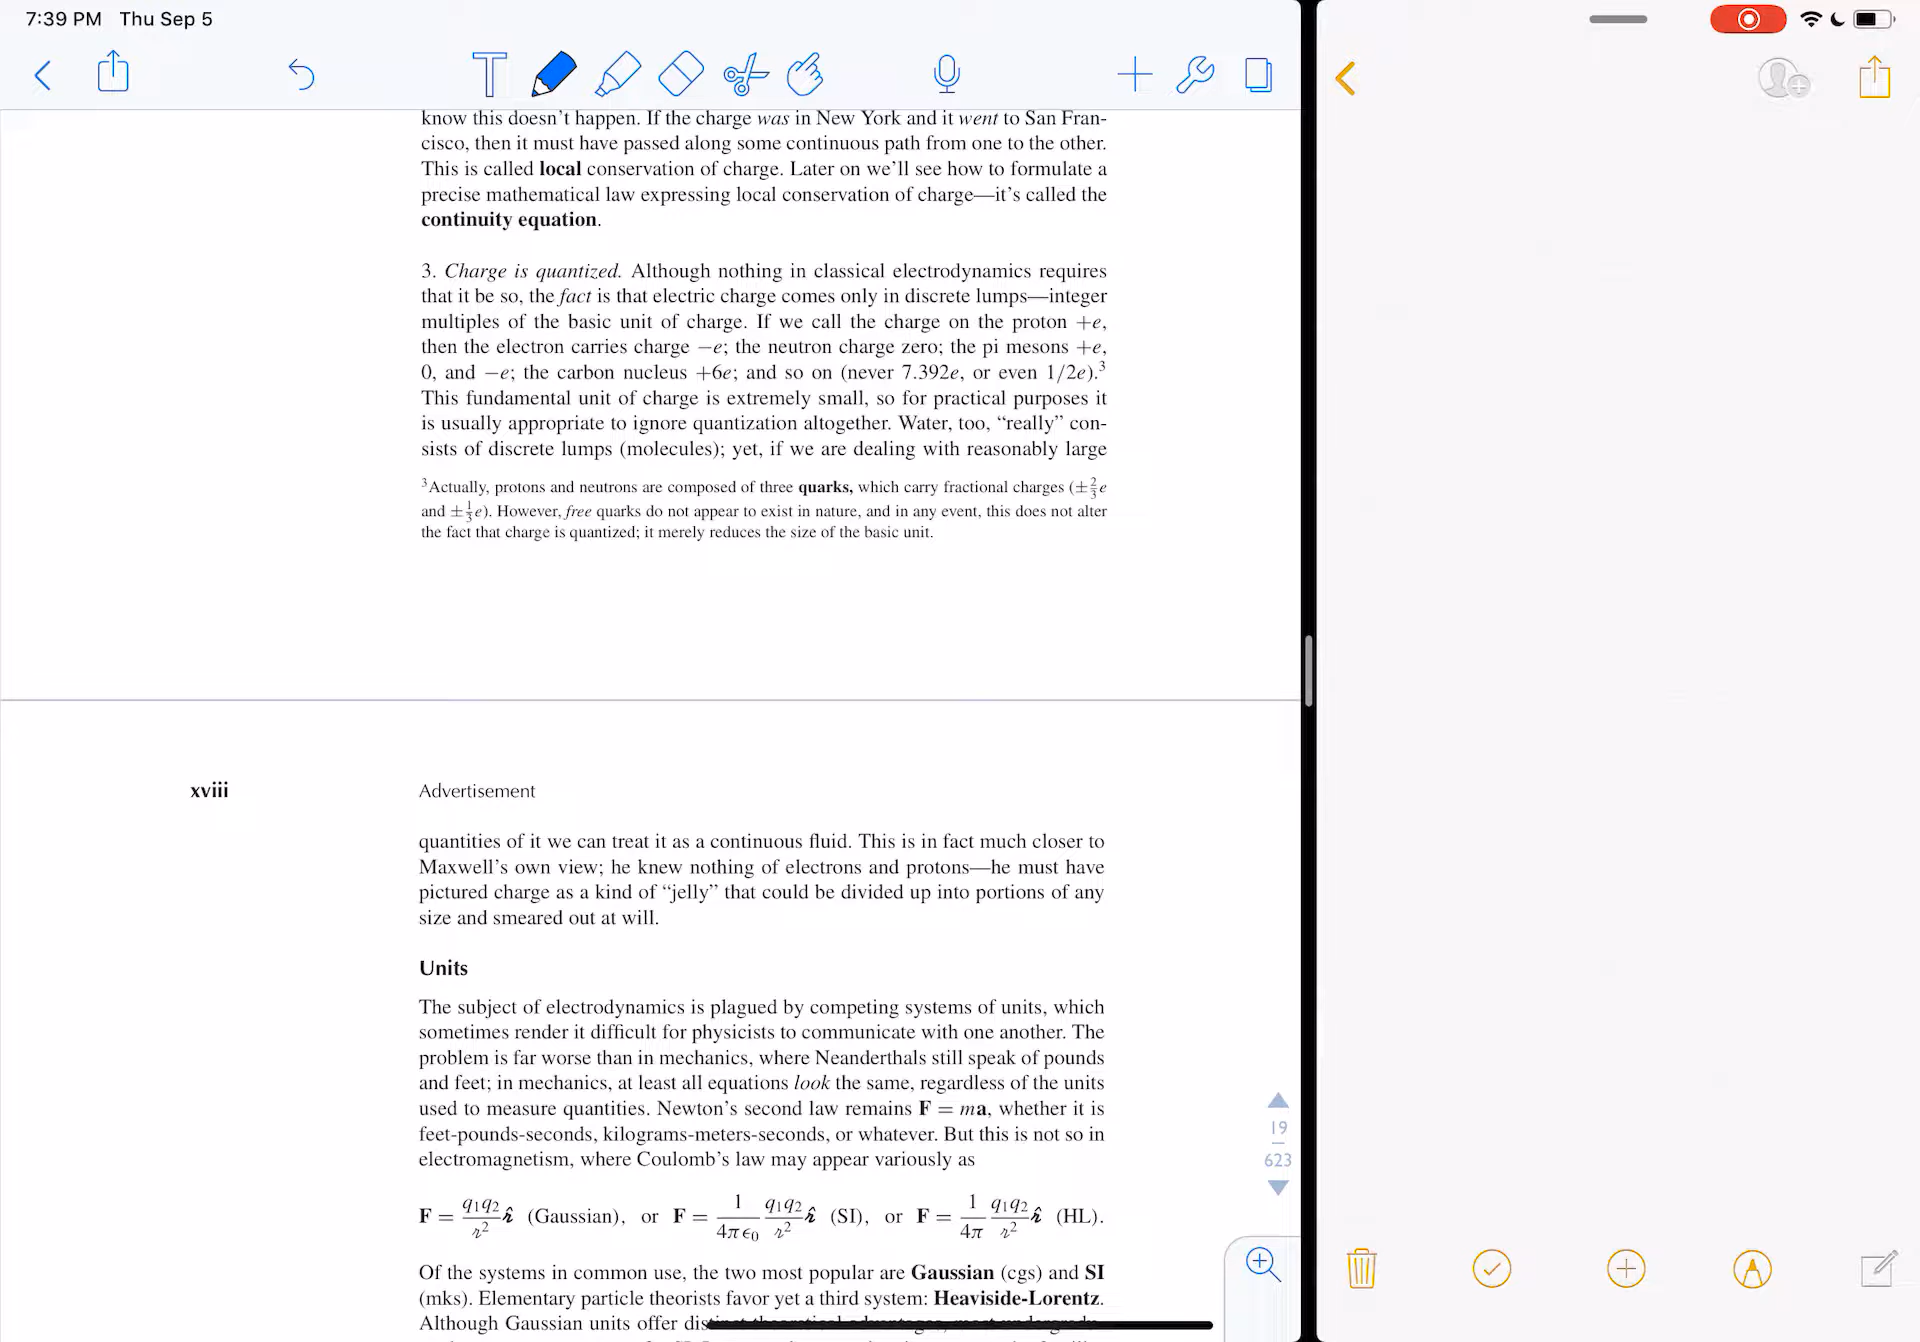 7:39 PM Thu Sep 5
know this doesn't happen. If the charge was in New York and it went to San Fran-
cisco, then it must have passed along some continuous path from one to the other.
This is called local conservation of charge. Later on we'll see how to formulate a
precise mathematical law expressing local conservation of charge—it's called the
continuity equation.
3. Charge is quantized. Although nothing in classical electrodynamics requires
that it be so, the fact is that electric charge comes only in discrete lumps—integer
multiples of the basic unit of charge. If we call the charge on the proton +e,
then the electron carries charge −e; the neutron charge zero; the pi mesons +e,
0, and −e; the carbon nucleus +6e; and so on (never 7.392e, or even 1/2e).³
This fundamental unit of charge is extremely small, so for practical purposes it
is usually appropriate to ignore quantization altogether. Water, too, “really” con-
sists of discrete lumps (molecules); yet, if we are dealing with reasonably large
³Actually, protons and neutrons are composed of three quarks, which carry fractional charges (±2/3 e
and ±1/3 e). However, free quarks do not appear to exist in nature, and in any event, this does not alter
the fact that charge is quantized; it merely reduces the size of the basic unit.
xviii Advertisement
quantities of it we can treat it as a continuous fluid. This is in fact much closer to
Maxwell's own view; he knew nothing of electrons and protons—he must have
pictured charge as a kind of “jelly” that could be divided up into portions of any
size and smeared out at will.
Units
The subject of electrodynamics is plagued by competing systems of units, which
sometimes render it difficult for physicists to communicate with one another. The
problem is far worse than in mechanics, where Neanderthals still speak of pounds
and feet; in mechanics, at least all equations look the same, regardless of the units
used to measure quantities. Newton's second law remains F = ma, whether it is
feet-pounds-seconds, kilograms-meters-seconds, or whatever. But this is not so in
electromagnetism, where Coulomb's law may appear variously as
F = q₁q₂/r² r̂ (Gaussian), or F = 1/4πϵ₀ q₁q₂/r² r̂ (SI), or F = 1/4π q₁q₂/r² r̂ (HL).
Of the systems in common use, the two most popular are Gaussian (cgs) and SI
(mks). Elementary particle theorists favor yet a third system: Heaviside-Lorentz.
Although Gaussian units offer
19
623